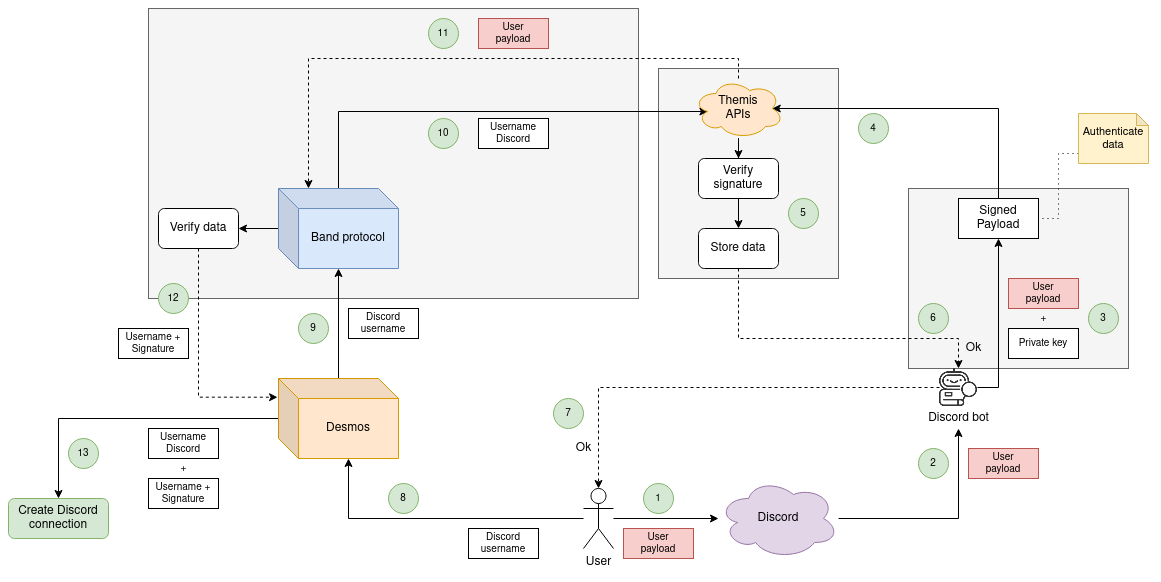 11
User
payload
Themis
APIs
10
Username
Discord
4
Authenticate
data
Verify
signature
5
Signed
Payload
Verify data
Band protocol
Store data
12
9
Discord
username
User
payload
+
Private key
6
3
Username +
Signature
Ok
7
Discord bot
Desmos
Ok
13
Username
Discord
+
Username +
Signature
2
User
payload
Create Discord
connection
8
1
Discord
Discord
username
User
payload
User